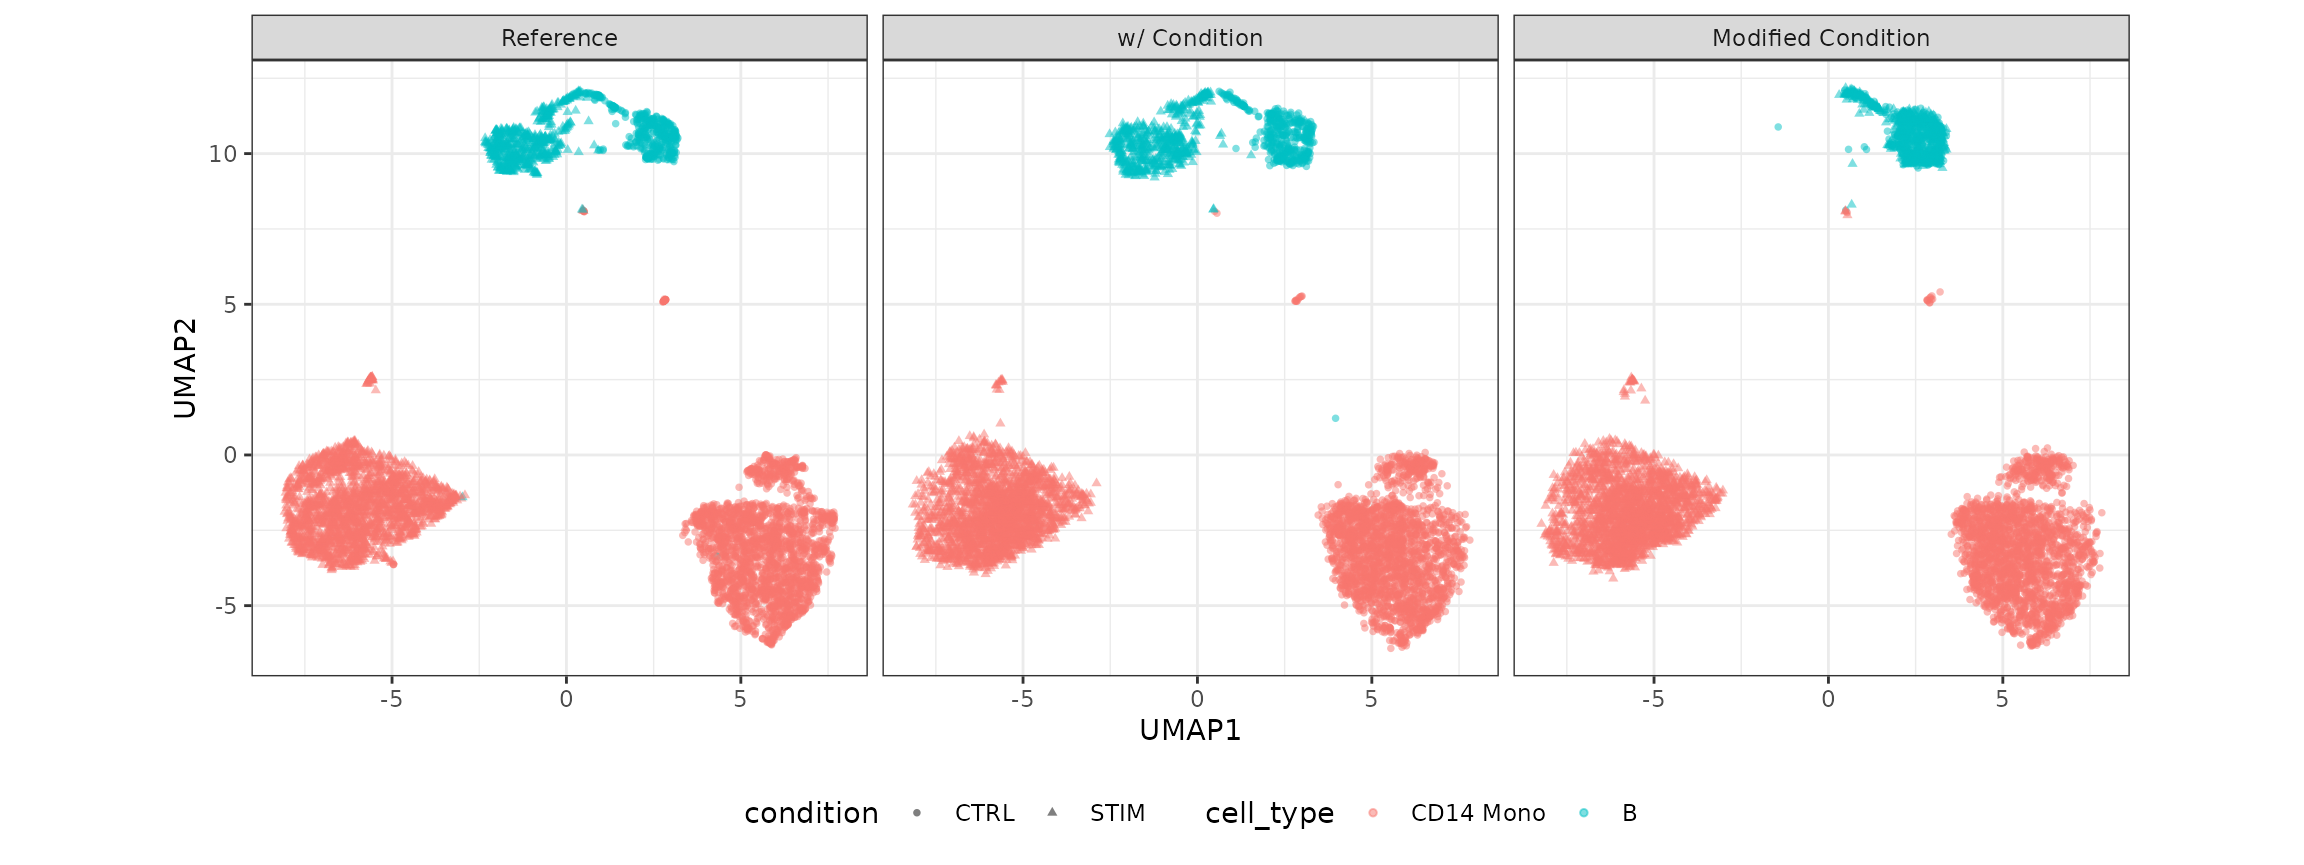 Reference
w/ Condition
Modified Condition
UMAP2
10
5
0
-5
-5 0 5
-5 0 5
-5 0 5
UMAP1
condition CTRL STIM cell_type CD14 Mono B